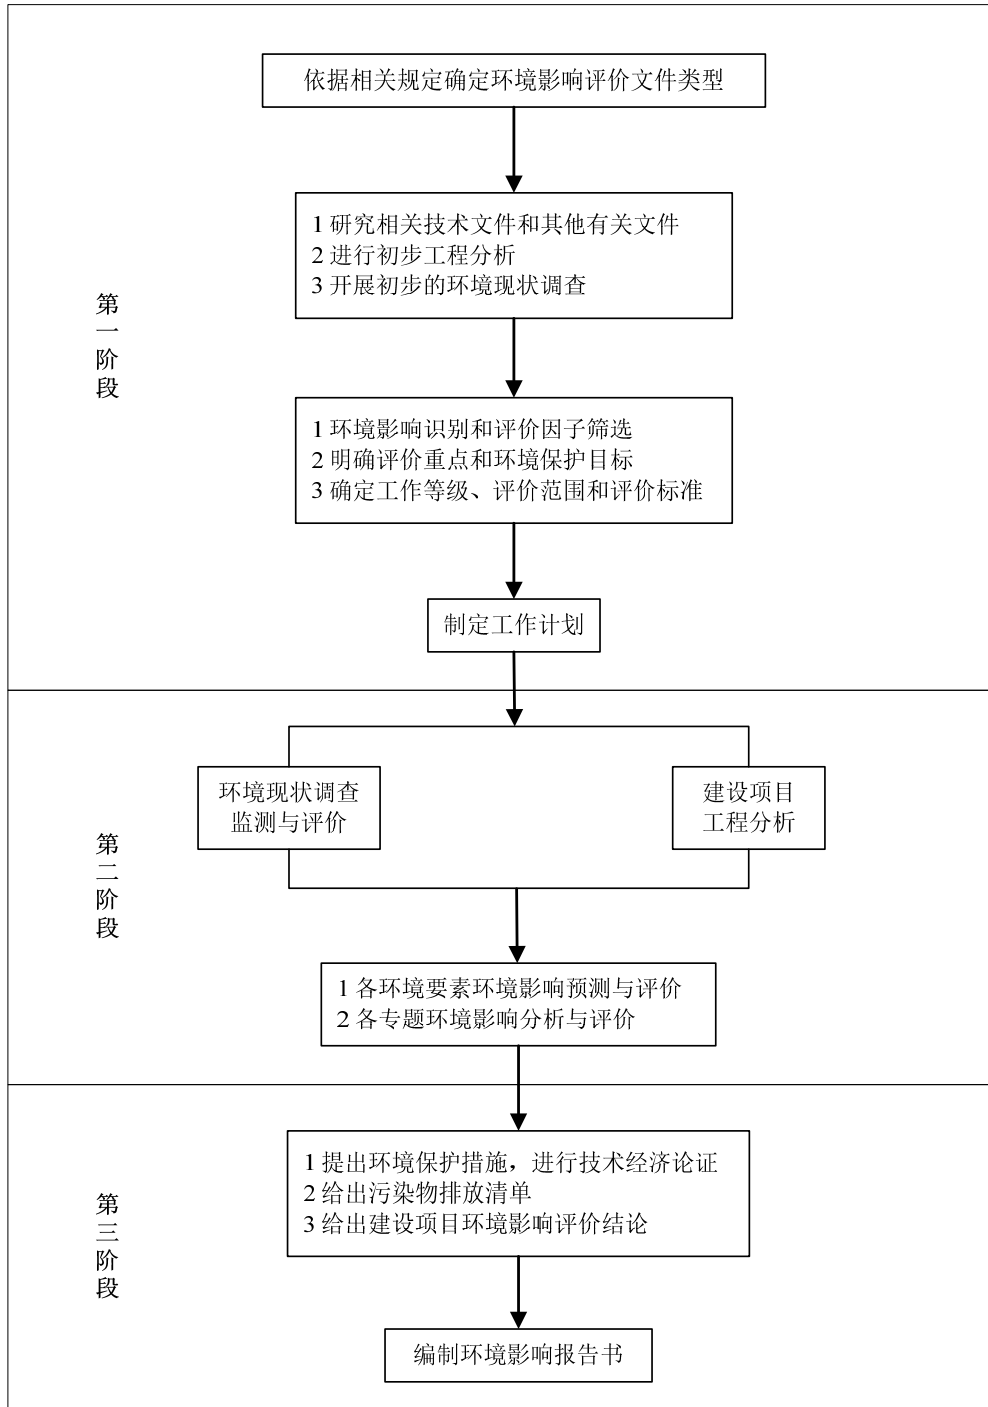 依据相关规定确定环境影响评价文件类型
1 研究相关技术文件和其他有关文件
2 进行初步工程分析
3 开展初步的环境现状调查
第一阶段
1 环境影响识别和评价因子筛选
2 明确评价重点和环境保护目标
3 确定工作等级、评价范围和评价标准
制定工作计划
环境现状调查
监测与评价
建设项目
工程分析
第二阶段
1 各环境要素环境影响预测与评价
2 各专题环境影响分析与评价
1 提出环境保护措施，进行技术经济论证
2 给出污染物排放清单
3 给出建设项目环境影响评价结论
第三阶段
编制环境影响报告书